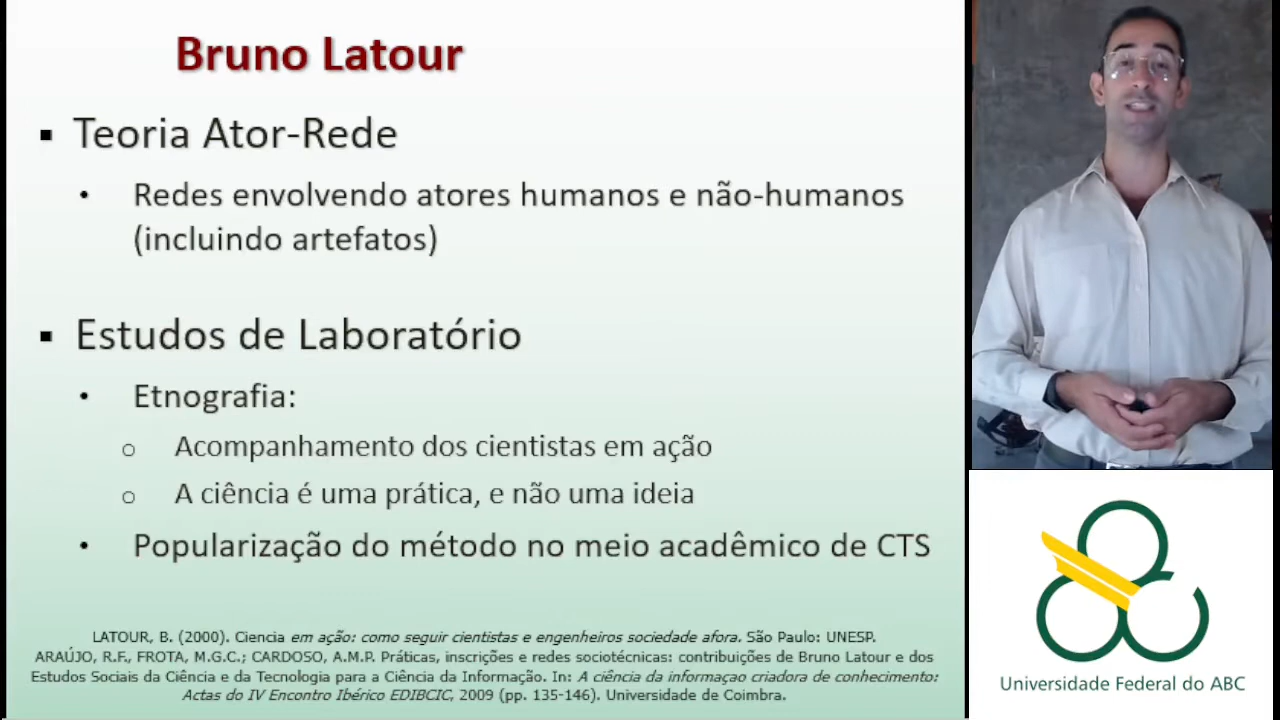 Bruno Latour
▪ Teoria Ator-Rede
• Redes envolvendo atores humanos e não-humanos
(incluindo artefatos)
▪ Estudos de Laboratório
• Etnografia:
o Acompanhamento dos cientistas em ação
o A ciência é uma prática, e não uma ideia
• Popularização do método no meio acadêmico de CTS
LATOUR, B. (2000). Ciencia em ação: como seguir cientistas e engenheiros sociedade afora. São Paulo: UNESP.
ARAÚJO, R.F., FROTA, M.G.C.; CARDOSO, A.M.P. Práticas, inscrições e redes sociotécnicas: contribuições de Bruno Latour e dos
Estudos Sociais da Ciência e da Tecnologia para a Ciência da Informação. In: A ciência da informaçao criadora de conhecimento:
Actas do IV Encontro Ibérico EDIBCIC, 2009 (pp. 135-146). Universidade de Coimbra.
Universidade Federal do ABC